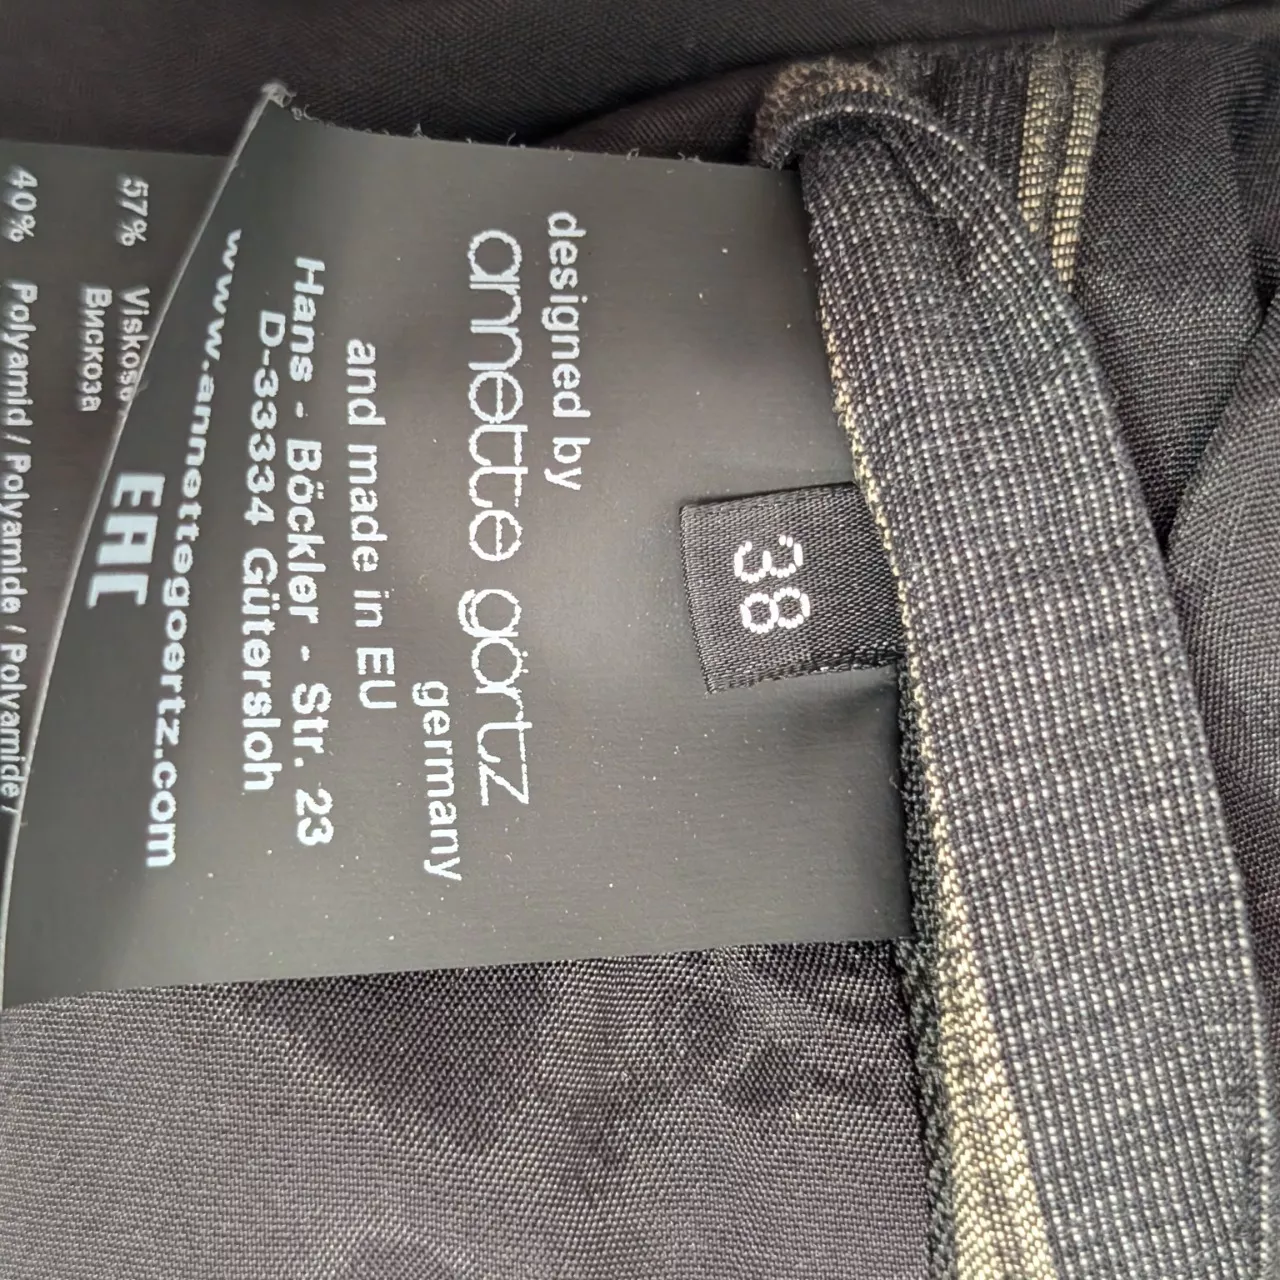 38
designed by
annette görtz
germany
and made in EU
Hans - Böckler - Str. 23
D-33334 Gütersloh
www.annettegoertz.com
EAC
57% Viskose
Вискоза
40% Polyamid / Polyamide / Polyamide /